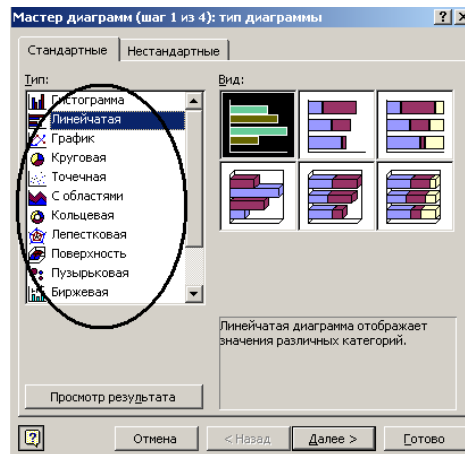 Мастер диаграмм (шаг 1 из 4): тип диаграммы
Стандартные
Нестандартные
Тип:
Гистограмма
Линейчатая
График
Круговая
Точечная
С областями
Кольцевая
Лепестковая
Поверхность
Пузырьковая
Биржевая
Вид:
Линейчатая диаграмма отображает
значения различных категорий.
Просмотр результата
Отмена
< Назад
Далее >
Готово